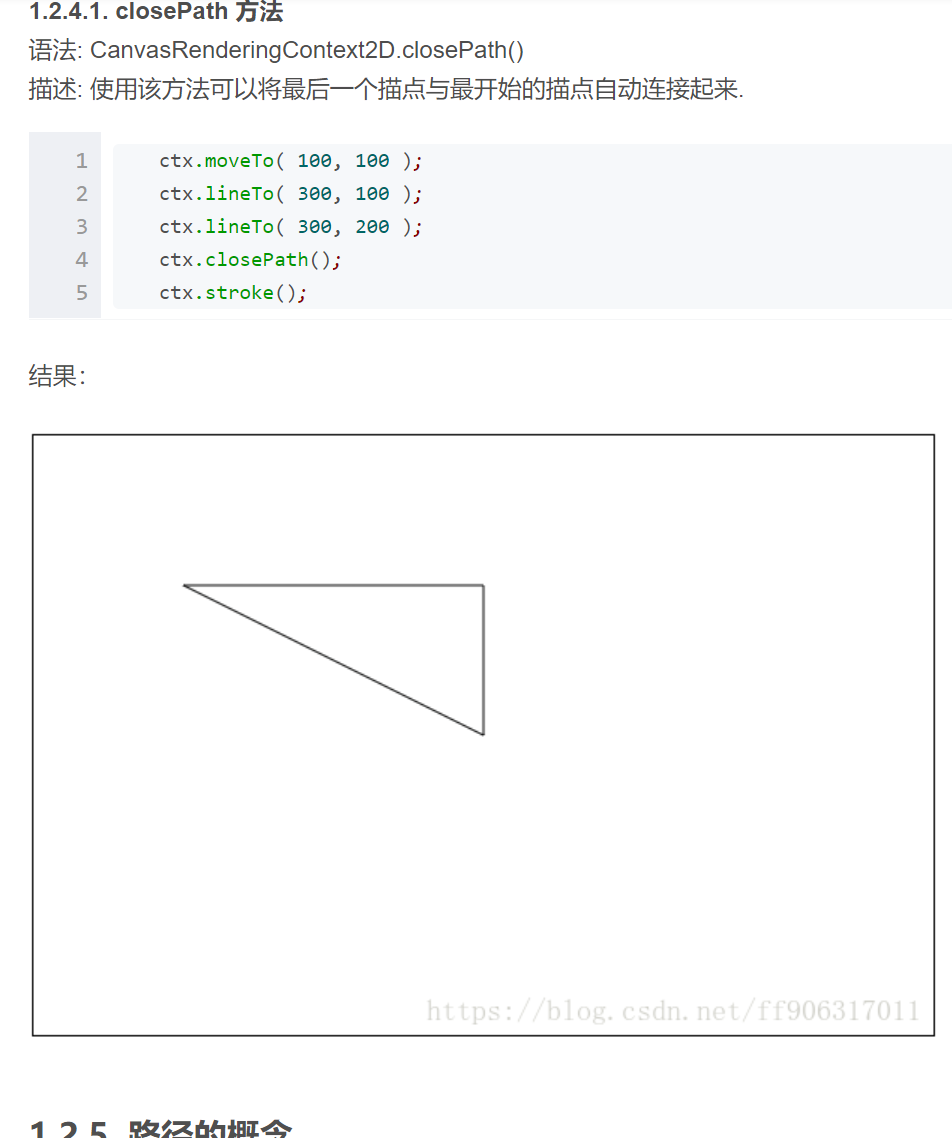 1.2.4.1. closePath 方法
语法: CanvasRenderingContext2D.closePath()
描述: 使用该方法可以将最后一个描点与最开始的描点自动连接起来.
1 ctx.moveTo( 100, 100 );
2 ctx.lineTo( 300, 100 );
3 ctx.lineTo( 300, 200 );
4 ctx.closePath();
5 ctx.stroke();
结果：
https://blog.csdn.net/ff906317011
1.2.5. 路径的概念